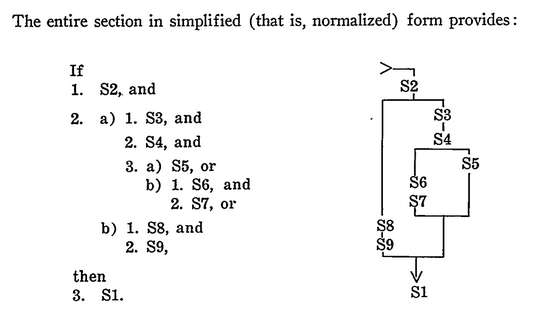 The entire section in simplified (that is, normalized) form provides:
If
1. S2, and
2. a) 1. S3, and
2. S4, and
3. a) S5, or
b) 1. S6, and
2. S7, or
b) 1. S8, and
2. S9,
then
3. S1.
S2
S3
S4
S5
S6
S7
S8
S9
S1